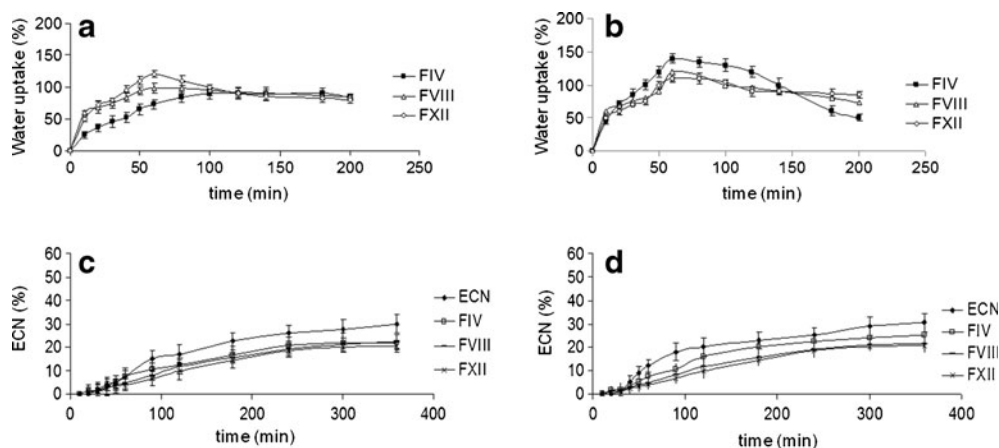 a
Water uptake (%)
200
150
100
50
0
0 50 100 150 200 250
time (min)
FIV
FVIII
FXII
b
Water uptake (%)
200
150
100
50
0
0 50 100 150 200 250
time (min)
FIV
FVIII
FXII
c
ECN (%)
60
50
40
30
20
10
0
0 100 200 300 400
time (min)
ECN
FIV
FVIII
FXII
d
ECN (%)
60
50
40
30
20
10
0
0 100 200 300 400
time (min)
ECN
FIV
FVIII
FXII